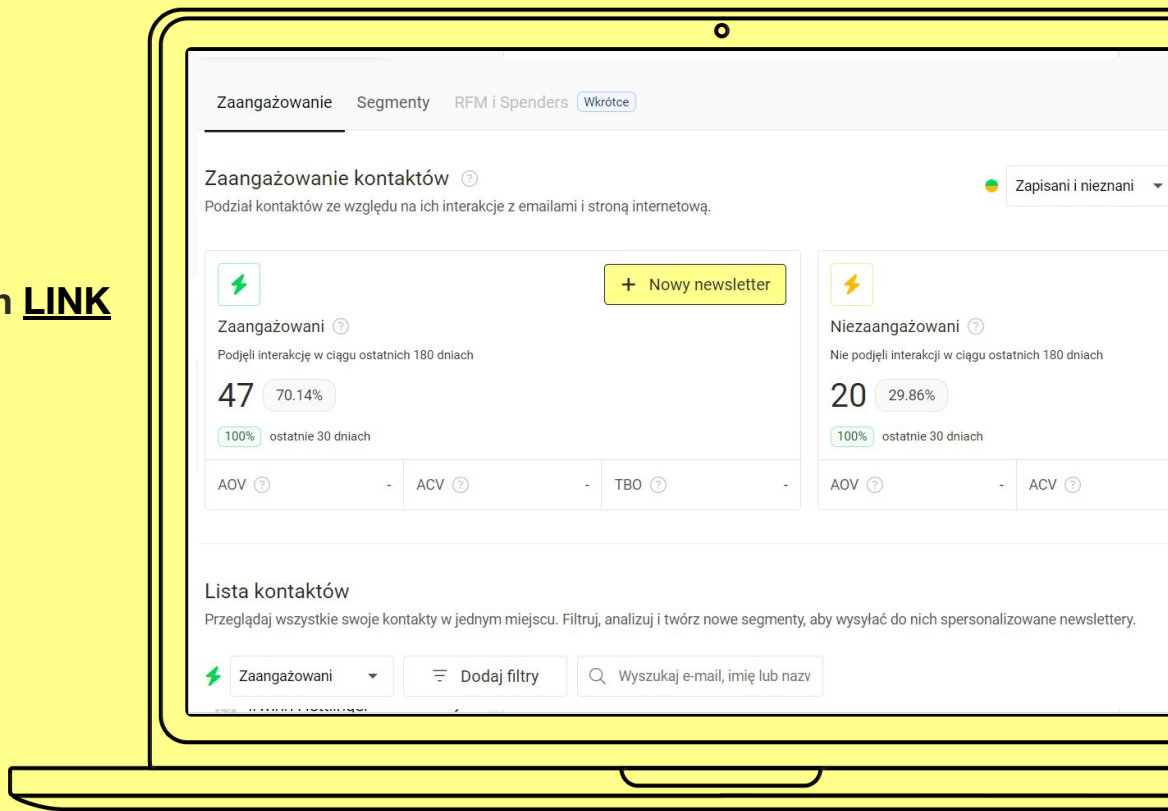 LINK
Zaangażowanie Segmenty RFM i Spenders Wkrótce
Zaangażowanie kontaktów ?
Zapisani i nieznani
Podział kontaktów ze względu na ich interakcje z emailami i stroną internetową.
+ Nowy newsletter
Zaangażowani ?
Podjęli interakcję w ciągu ostatnich 180 dniach
47 70.14%
100% ostatnie 30 dniach
AOV ? - ACV ? - TBO ? -
Niezaangażowani ?
Nie podjęli interakcji w ciągu ostatnich 180 dniach
20 29.86%
100% ostatnie 30 dniach
AOV ? - ACV ?
Lista kontaktów
Przeglądaj wszystkie swoje kontakty w jednym miejscu. Filtruj, analizuj i twórz nowe segmenty, aby wysyłać do nich spersonalizowane newslettery.
Zaangażowani Dodaj filtry Wyszukaj e-mail, imię lub nazw